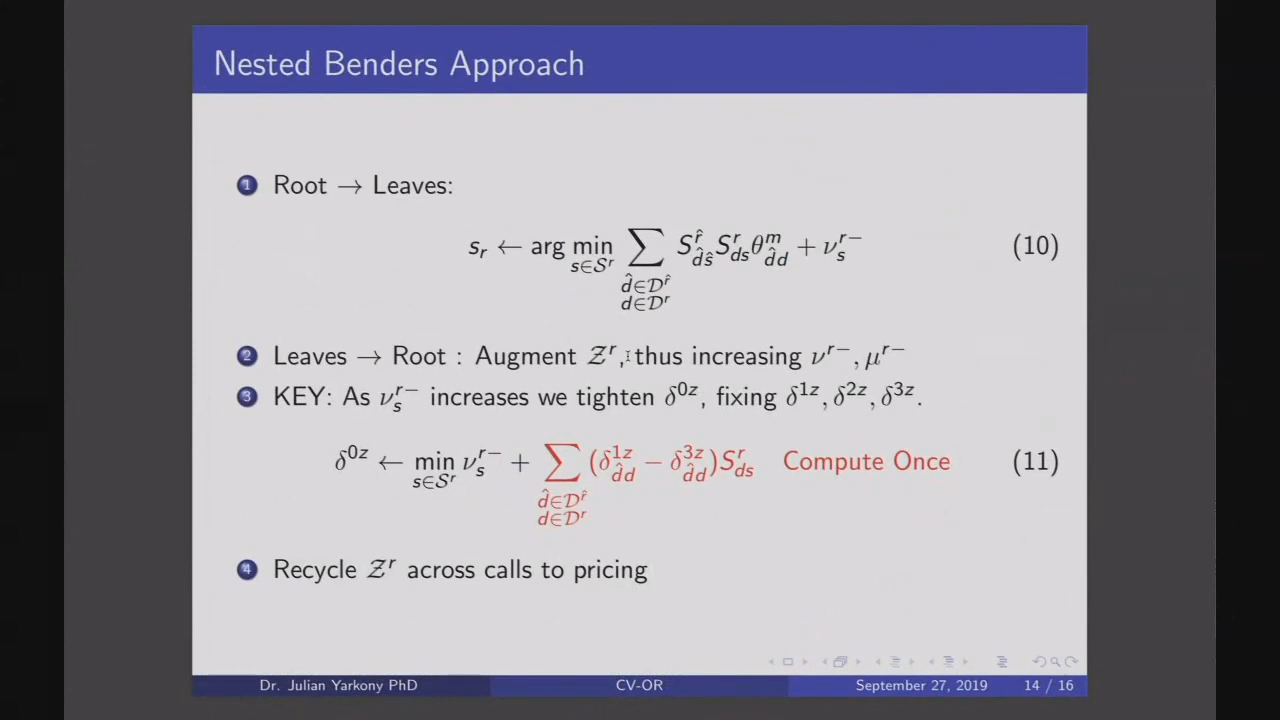 Nested Benders Approach
1 Root → Leaves:
s_r ← arg min_{s∈𝒮^r} ∑_{d̂∈𝒟^{r̂} d∈𝒟^r} S^{r̂}_{d̂ŝ} S^r_{ds} θ^m_{d̂d} + ν^{r−}_s (10)
2 Leaves → Root : Augment 𝒵^r, thus increasing ν^{r−}, μ^{r−}
3 KEY: As ν^{r−}_s increases we tighten δ^{0z}, fixing δ^{1z}, δ^{2z}, δ^{3z}.
δ^{0z} ← min_{s∈𝒮^r} ν^{r−}_s + ∑_{d̂∈𝒟^{r̂} d∈𝒟^r} (δ^{1z}_{d̂d} − δ^{3z}_{d̂d}) S^r_{ds} Compute Once (11)
4 Recycle 𝒵^r across calls to pricing
Dr. Julian Yarkony PhD CV-OR September 27, 2019 14 / 16